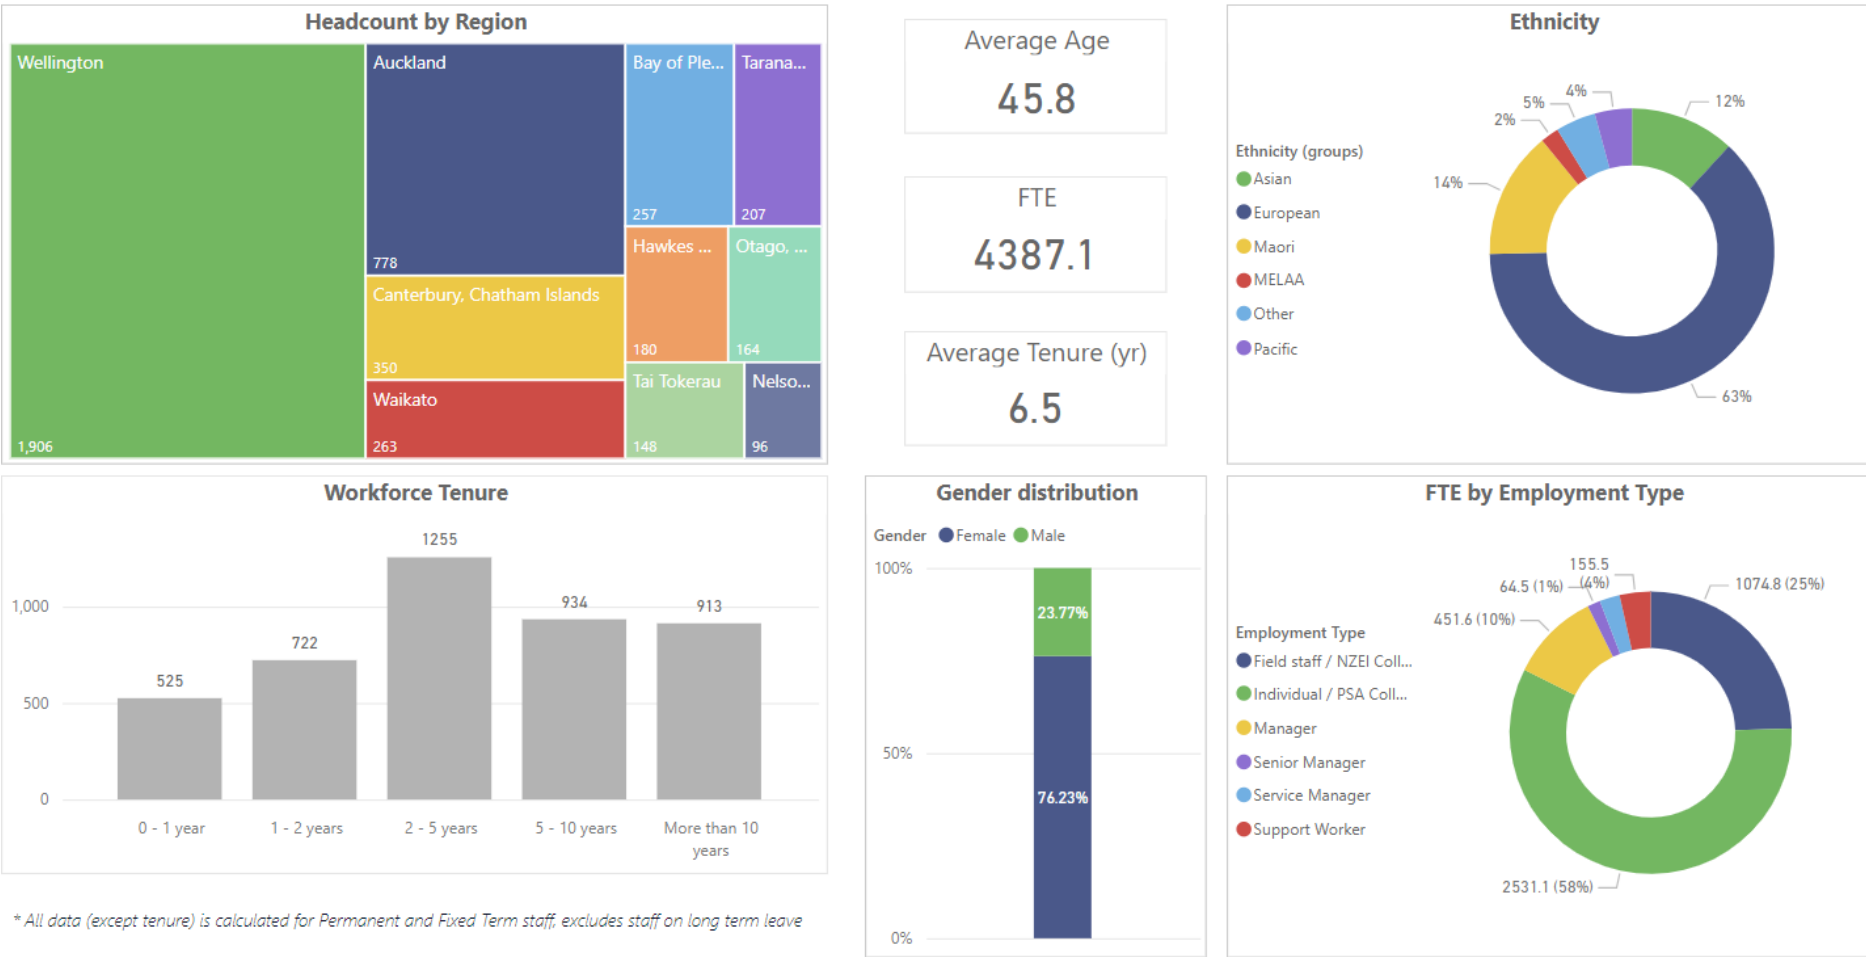 Headcount by Region
Wellington
1,906
Auckland
778
Canterbury, Chatham Islands
350
Waikato
263
Bay of Ple...
257
Tarana...
207
Hawkes ...
180
Otago, ...
164
Tai Tokerau
148
Nelso...
96
Average Age
45.8
FTE
4387.1
Average Tenure (yr)
6.5
Ethnicity
Ethnicity (groups)
Asian
European
Maori
MELAA
Other
Pacific
4%
5%
2%
14%
12%
63%
Workforce Tenure
1,000
500
0
525
722
1255
934
913
0 - 1 year
1 - 2 years
2 - 5 years
5 - 10 years
More than 10
years
* All data (except tenure) is calculated for Permanent and Fixed Term staff, excludes staff on long term leave
Gender distribution
Gender Female Male
100%
50%
0%
23.77%
76.23%
FTE by Employment Type
Employment Type
Field staff / NZEI Coll...
Individual / PSA Coll...
Manager
Senior Manager
Service Manager
Support Worker
155.5
(4%)
64.5 (1%)
451.6 (10%)
1074.8 (25%)
2531.1 (58%)